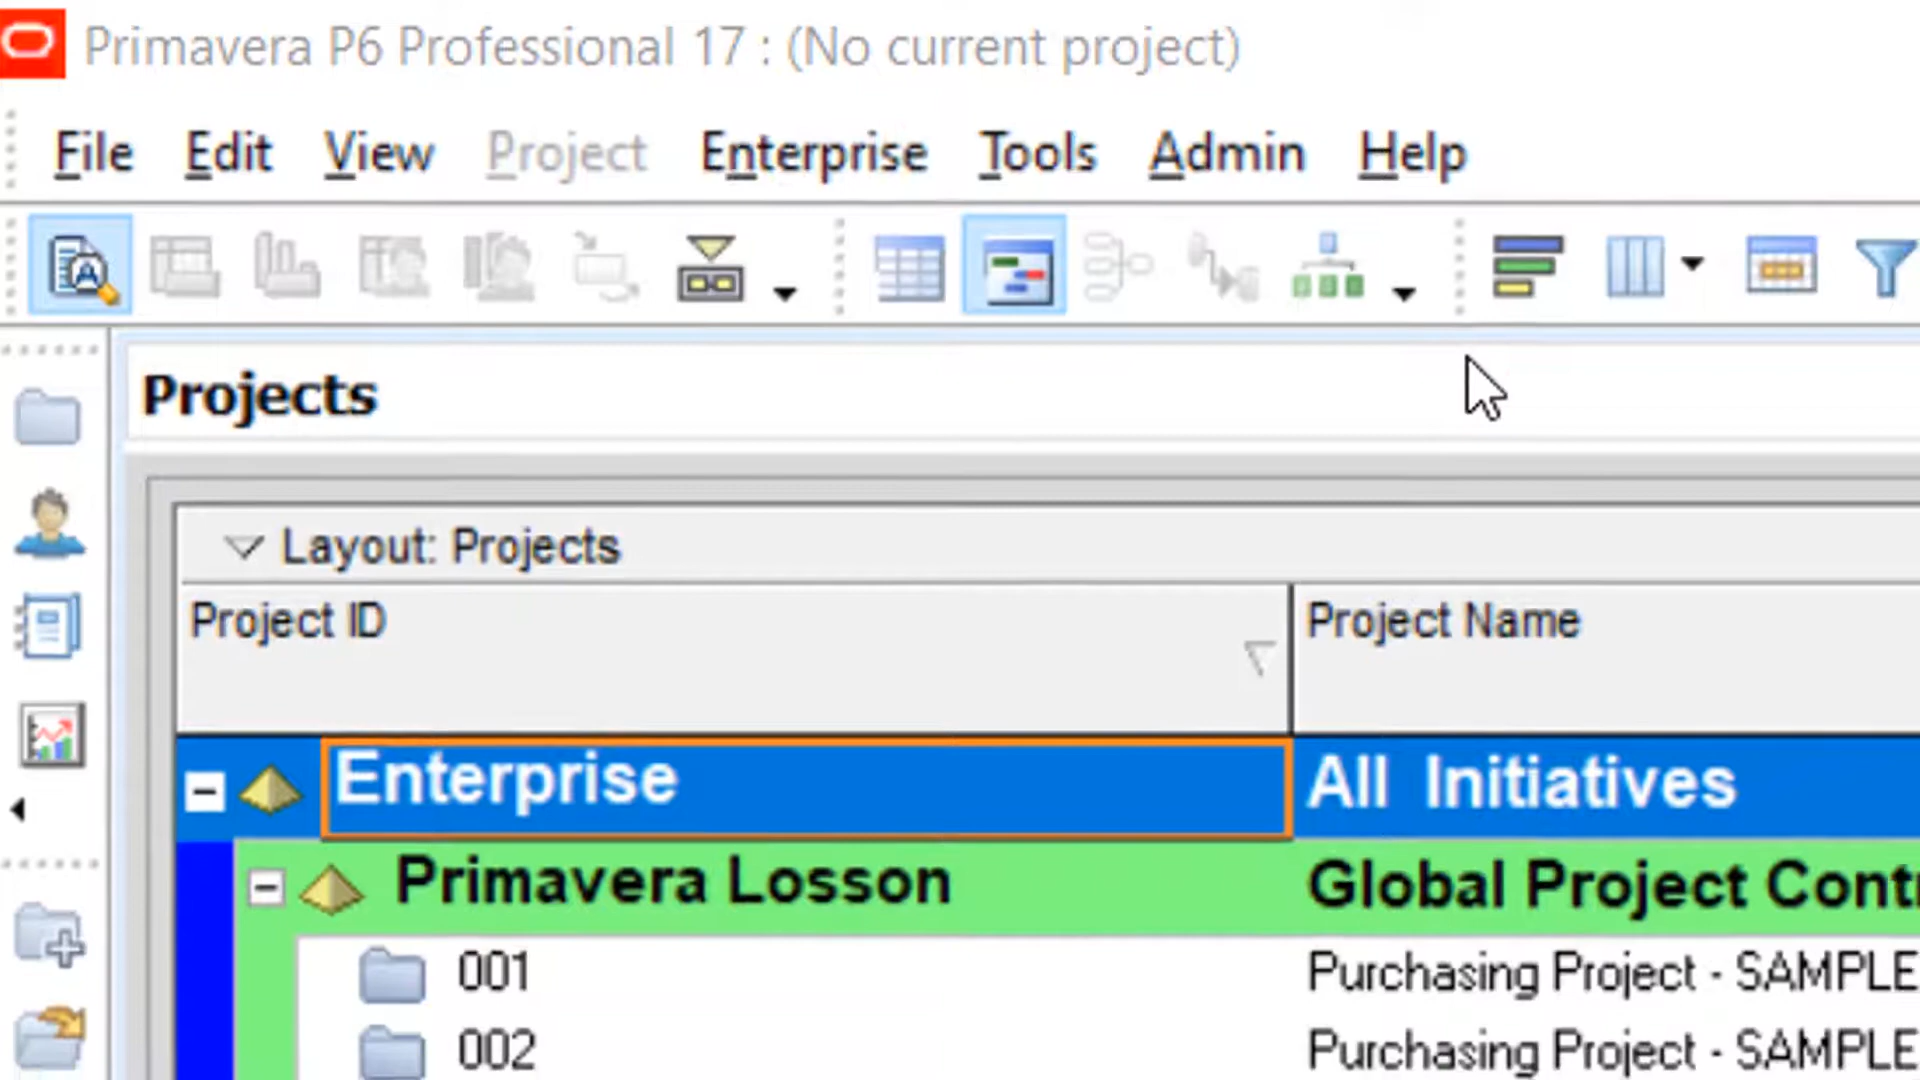 Primavera P6 Professional 17 : (No current project)
File Edit View Project Enterprise Tools Admin Help
Projects
Layout: Projects
Project ID Project Name
Enterprise All Initiatives
Primavera Losson Global Project
001 Purchasing Project - SAMPLE
002 Purchasing Project - SAMPLE